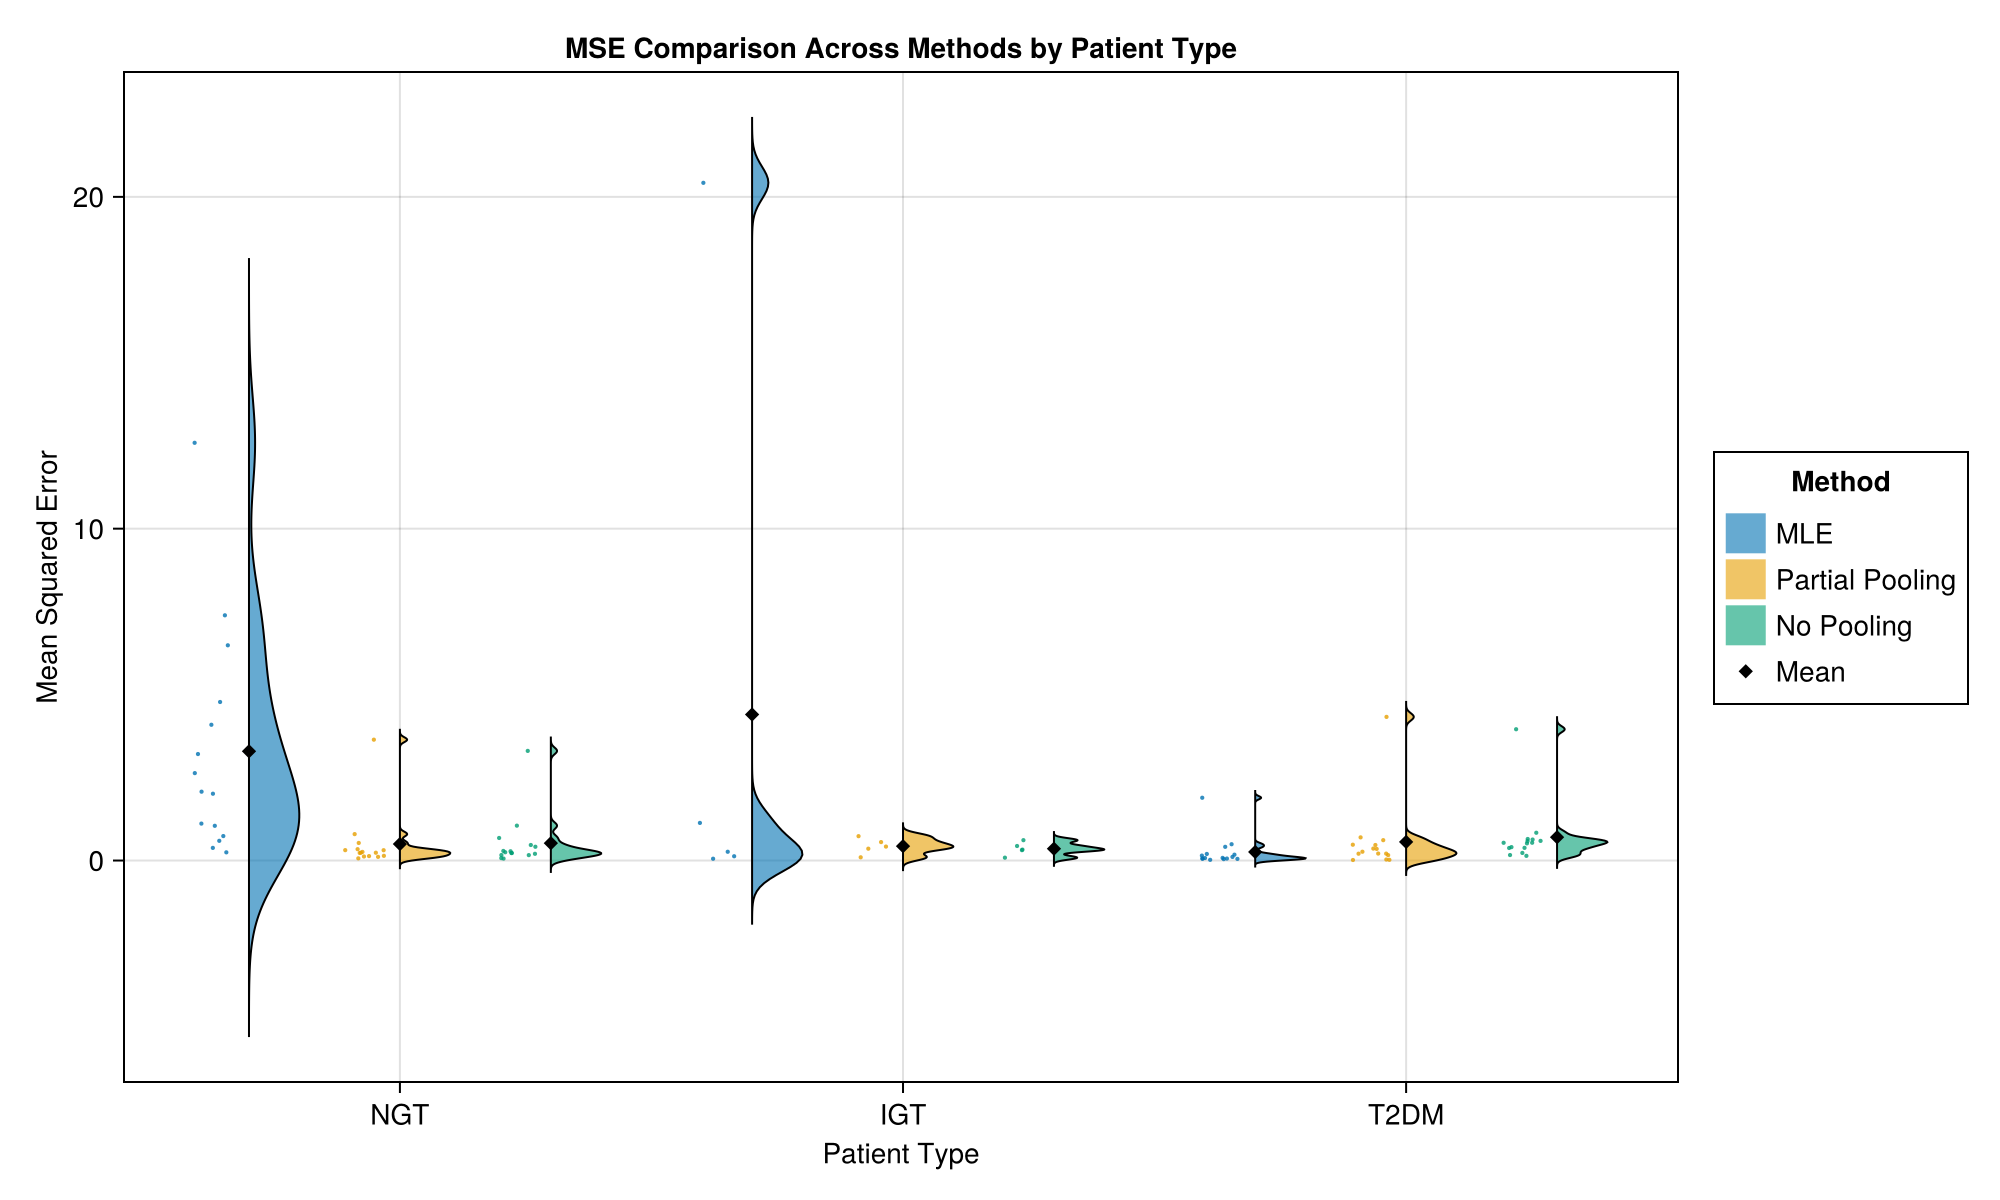 MSE Comparison Across Methods by Patient Type
Mean Squared Error
20
10
0
NGT
IGT
T2DM
Patient Type
Method
MLE
Partial Pooling
No Pooling
Mean